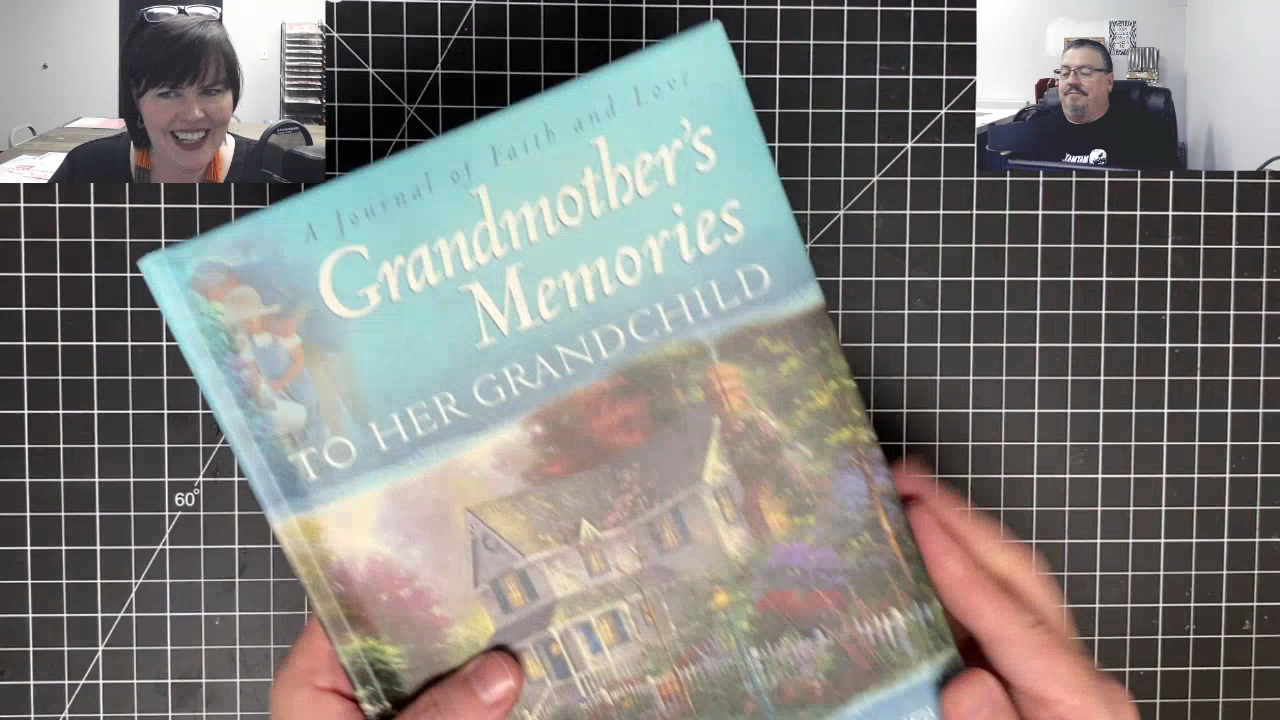 A Journal of Faith and Love
Grandmother's
Memories
TO HER GRANDCHILD
60°